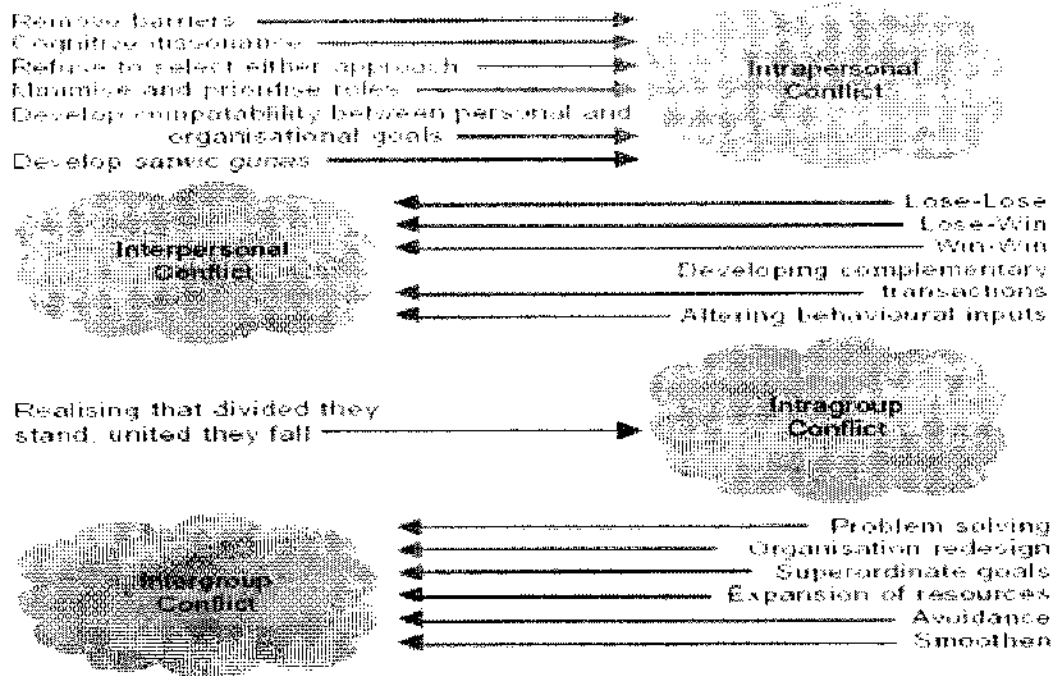 Remove barriers
Cognitive dissonance
Refuse to select either approach
Intrapersonal
Minimise and prioritise roles
Conflict
Develop compatability between personal and
organisational goals
Develop satwic gunas
Lose-Lose
Lose-Win
Interpersonal
Win-Win
Conflict
Developing complementary
transactions
Altering behavioural inputs
Realising that divided they
stand, united they fall
Intragroup
Conflict
Problem solving
Organisation redesign
Superordinate goals
Intergroup
Expansion of resources
Conflict
Avoidance
Smoothen